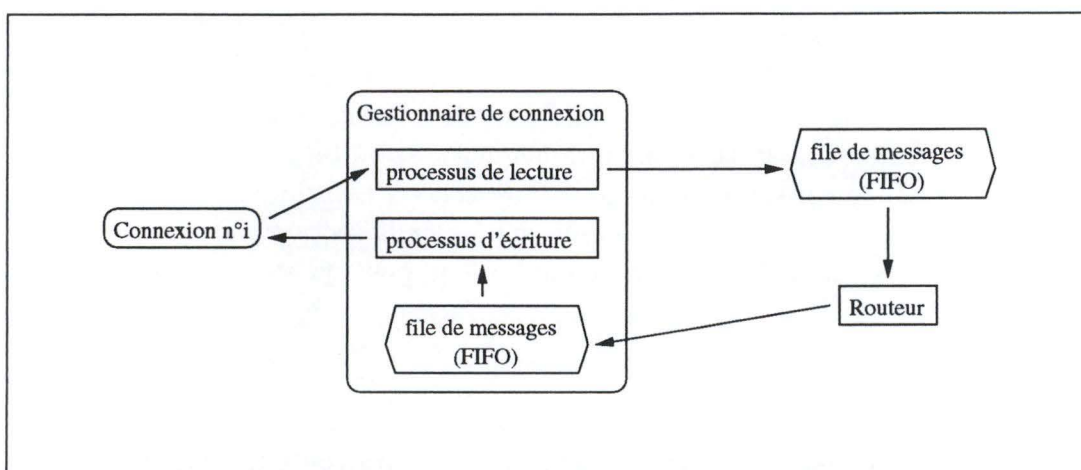 Gestionnaire de connexion
processus de lecture
file de messages
(FIFO)
Connexion n°i
processus d'écriture
Routeur
file de messages
(FIFO)